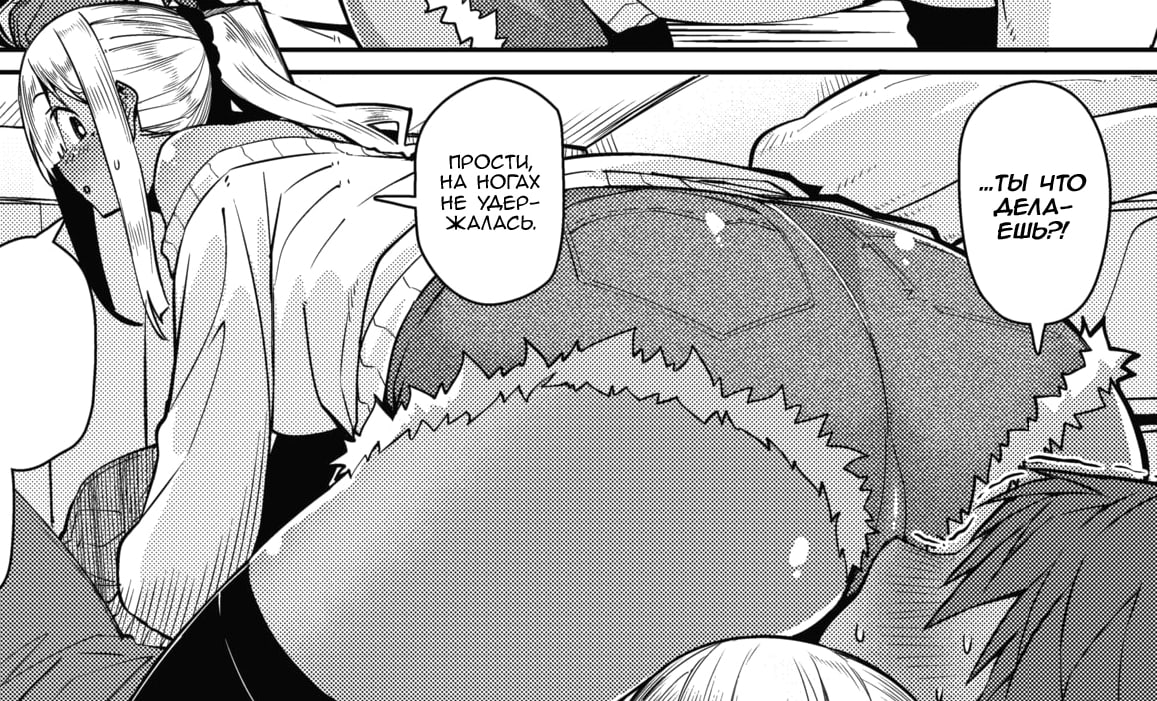 ...ТЫ ЧТО
ДЕЛА-
ЕШЬ?!
ПРОСТИ,
НА НОГАХ
НЕ УДЕР-
ЖАЛАСЬ.